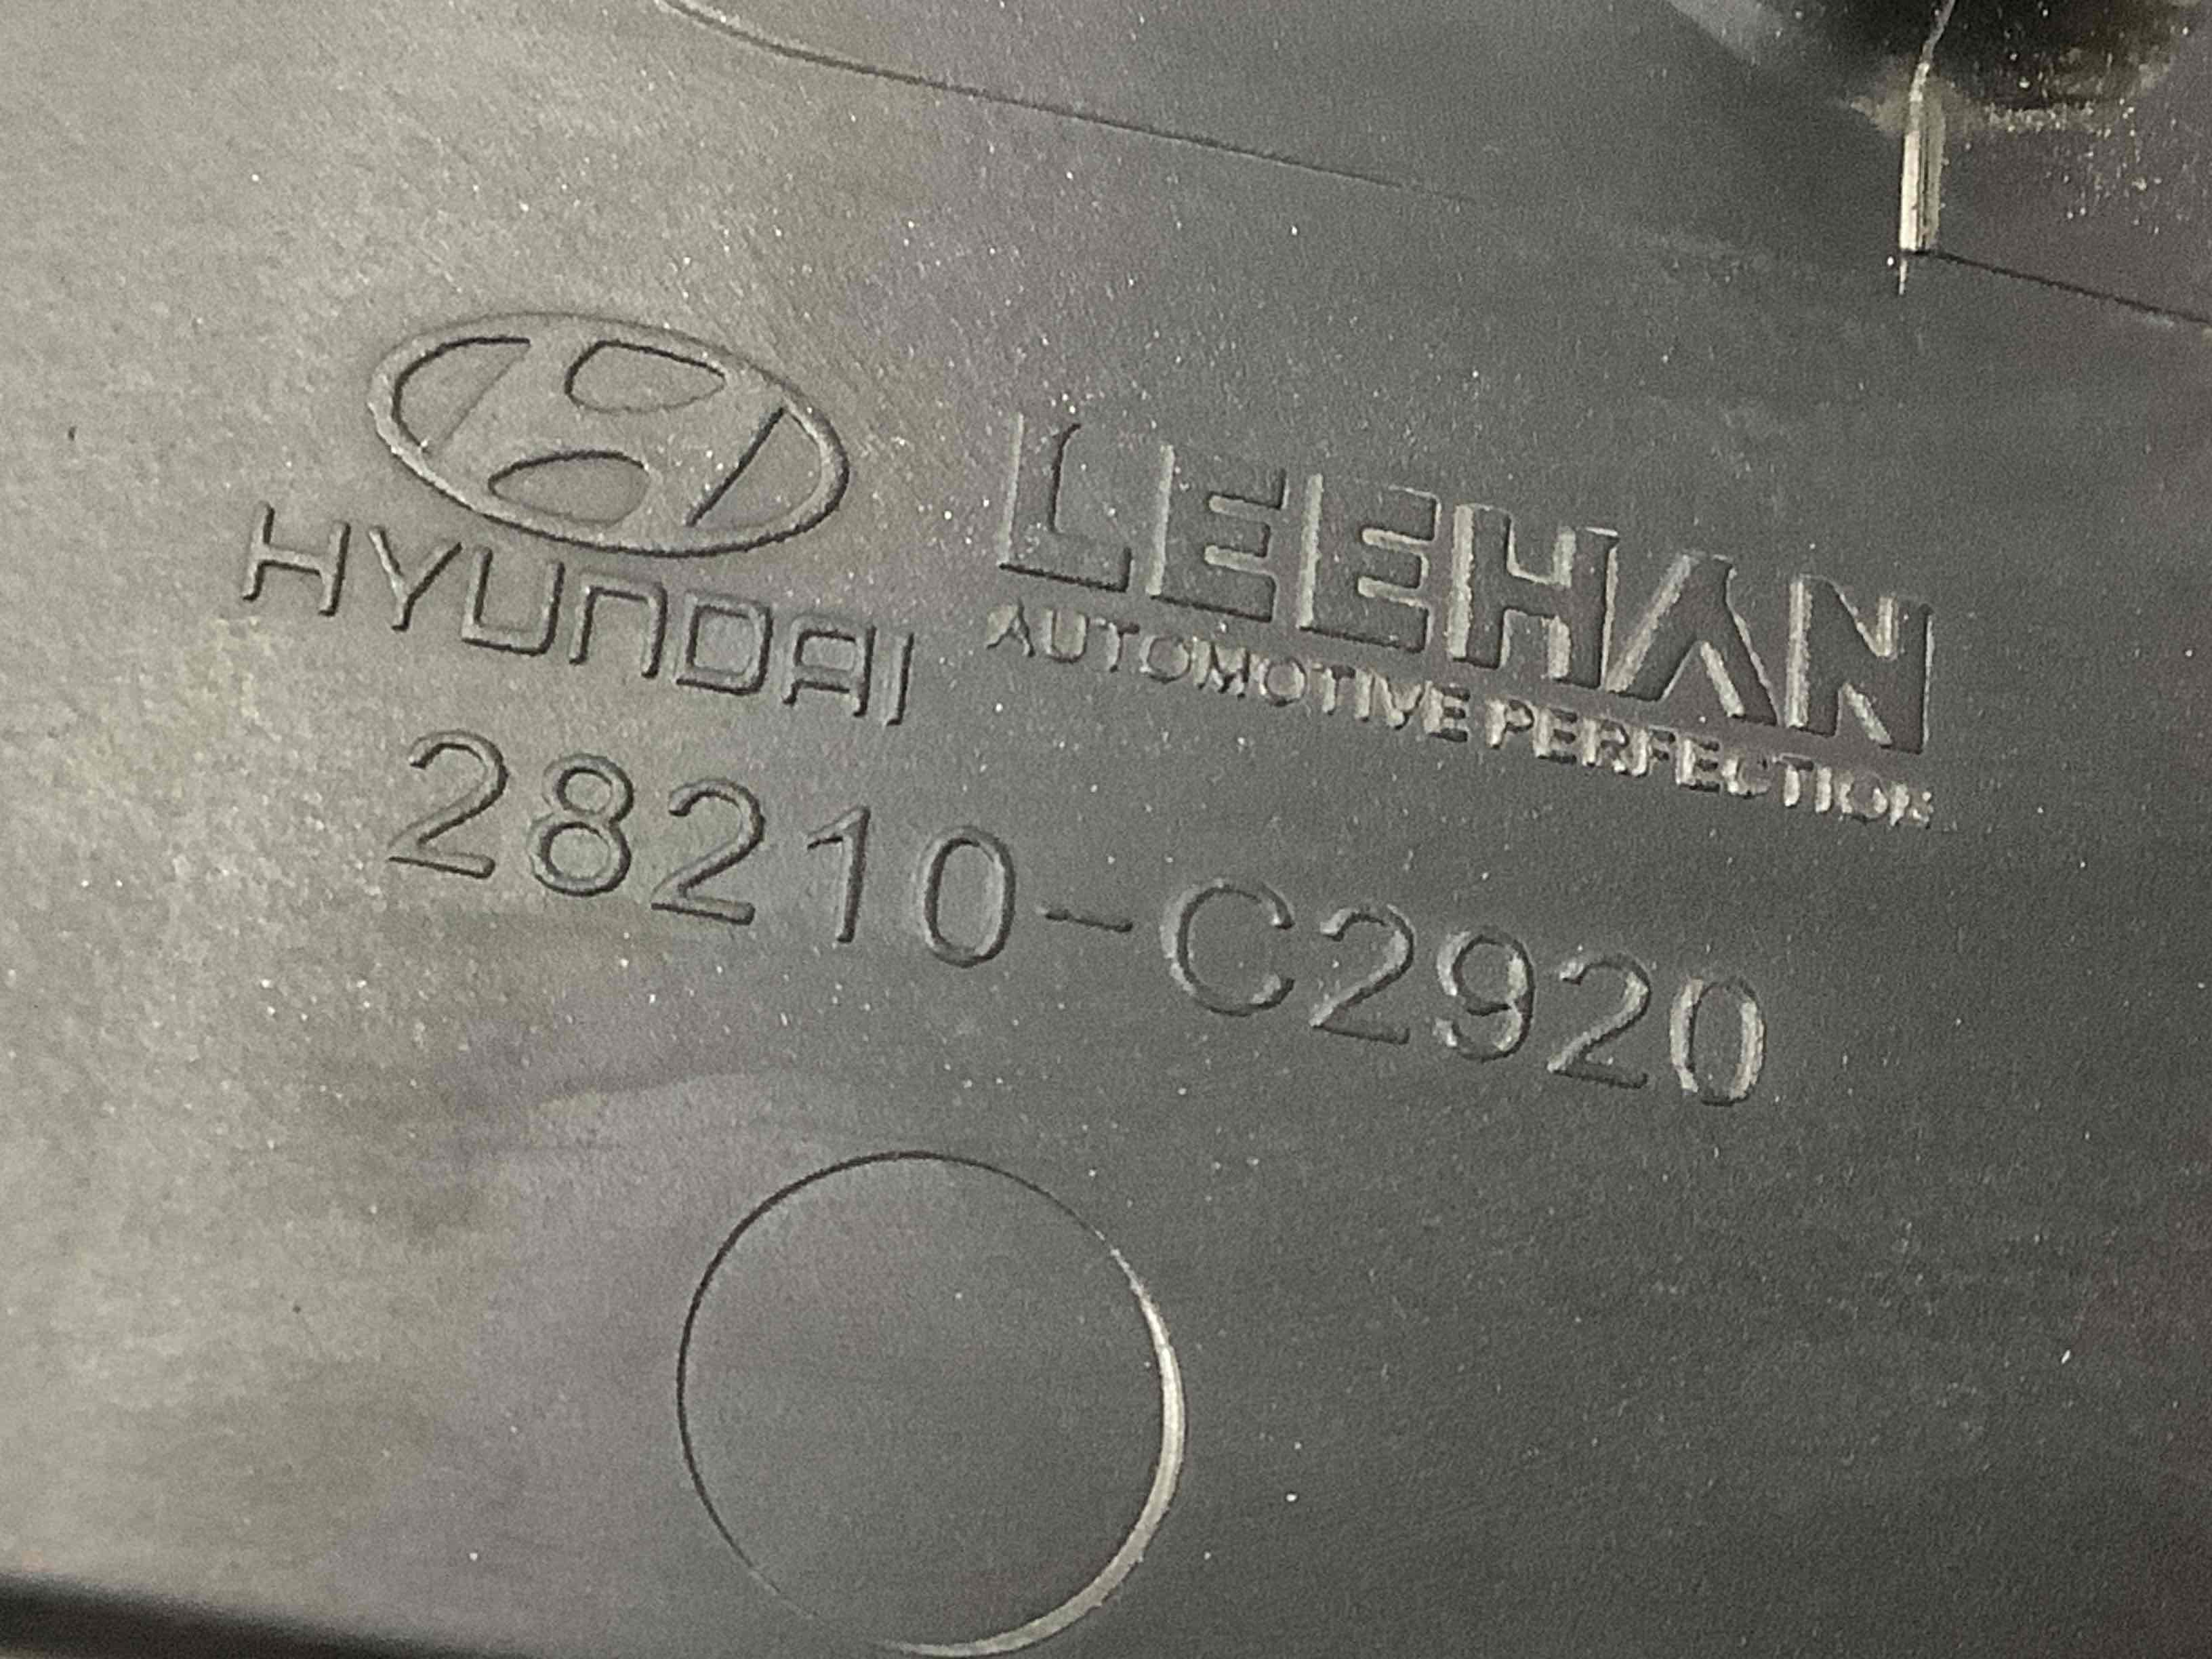 HYUNDAI
LEEHAN
AUTOMOTIVE PERFECTION
28210-C2920